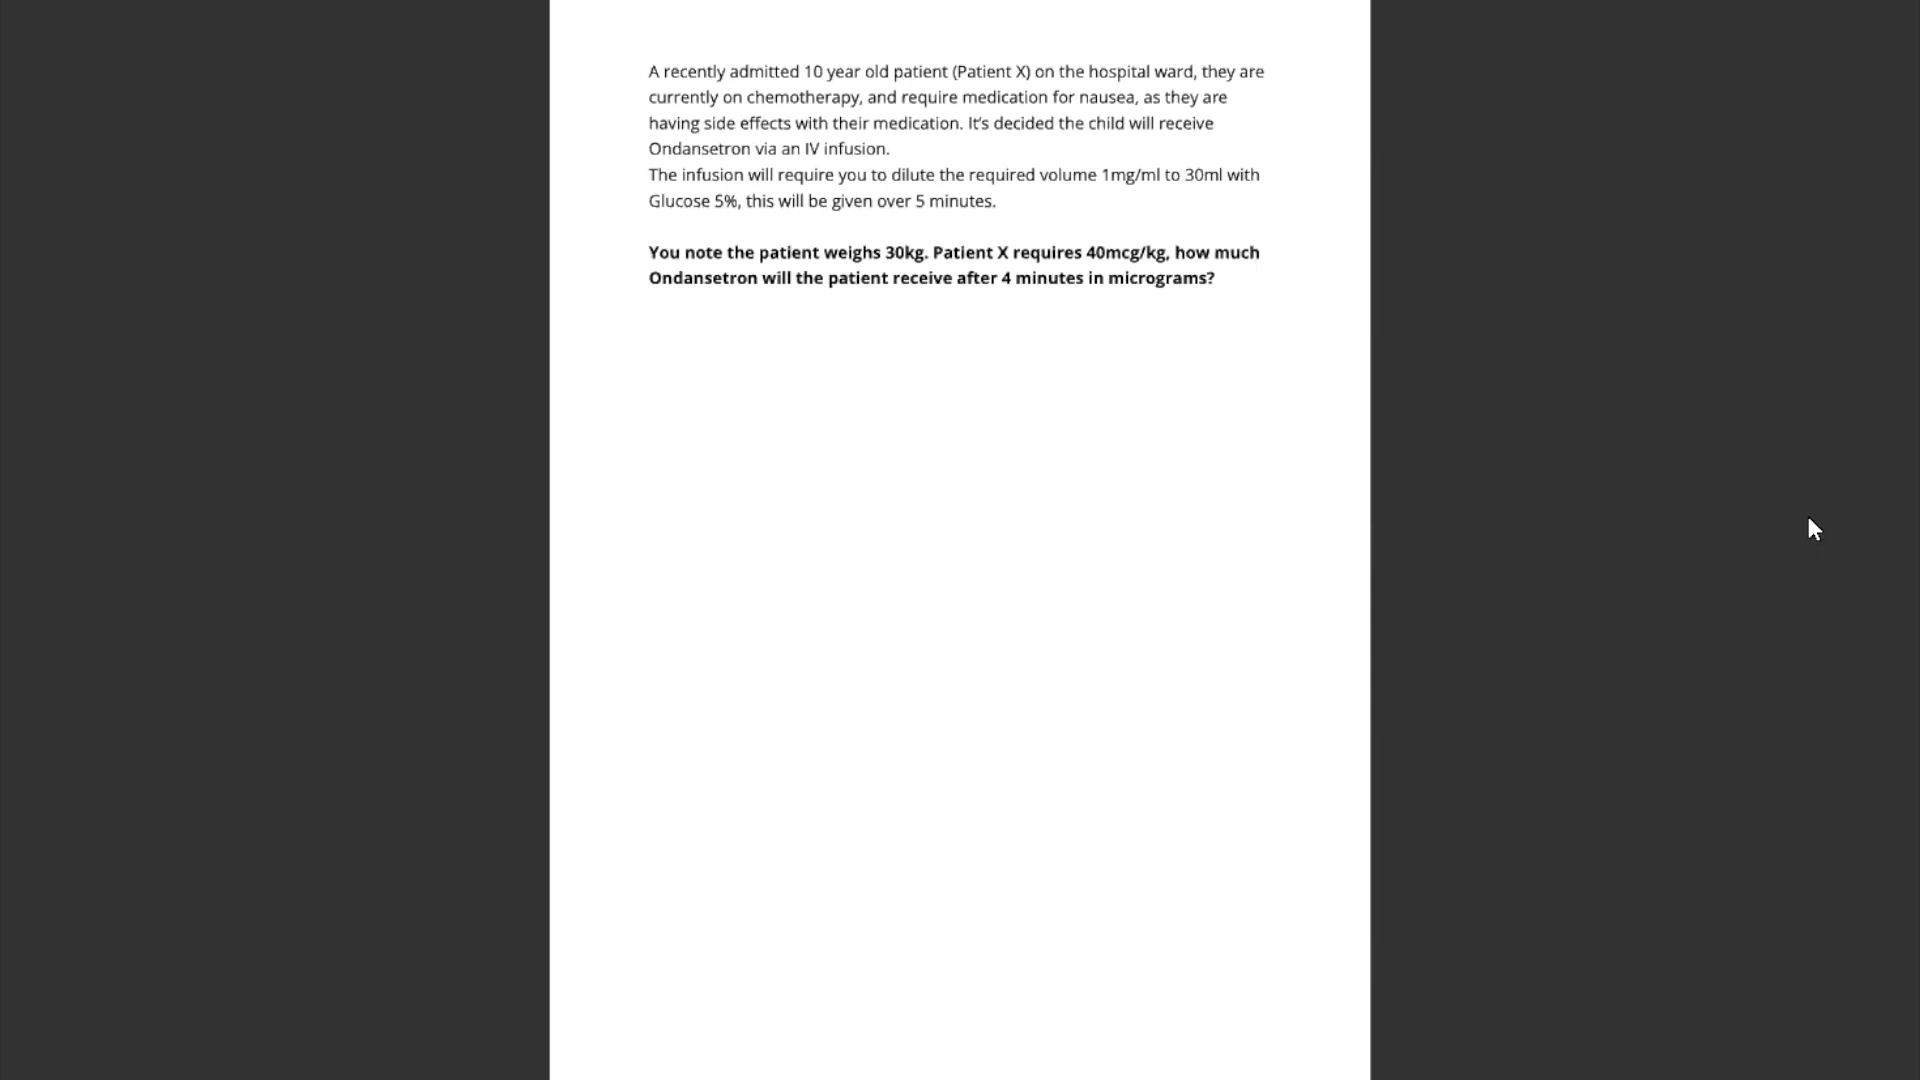 A recently admitted 10 year old patient (Patient X) on the hospital ward, they are
currently on chemotherapy, and require medication for nausea, as they are
having side effects with their medication. It's decided the child will receive
Ondansetron via an IV infusion.
The infusion will require you to dilute the required volume 1mg/ml to 30ml with
Glucose 5%, this will be given over 5 minutes.
You note the patient weighs 30kg. Patient X requires 40mcg/kg, how much
Ondansetron will the patient receive after 4 minutes in micrograms?